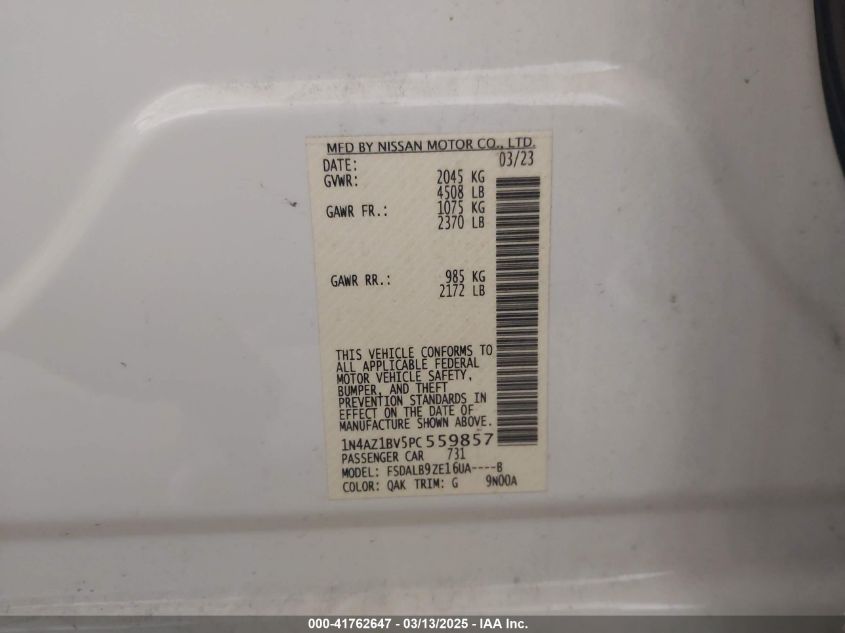 MFD BY NISSAN MOTOR CO., LTD.
DATE: 03/23
GVWR: 2045 KG
4508 LB
GAWR FR.: 1075 KG
2370 LB
GAWR RR.: 985 KG
2172 LB
THIS VEHICLE CONFORMS TO
ALL APPLICABLE FEDERAL
MOTOR VEHICLE SAFETY,
BUMPER, AND THEFT
PREVENTION STANDARDS IN
EFFECT ON THE DATE OF
MANUFACTURE SHOWN ABOVE.
1N4AZ1BV5PC559857
PASSENGER CAR 731
MODEL: FSDALB9ZE16UA----B
COLOR: QAK TRIM: G 9N00A
000-41762647 / 03/13/2025 - IAA Inc.